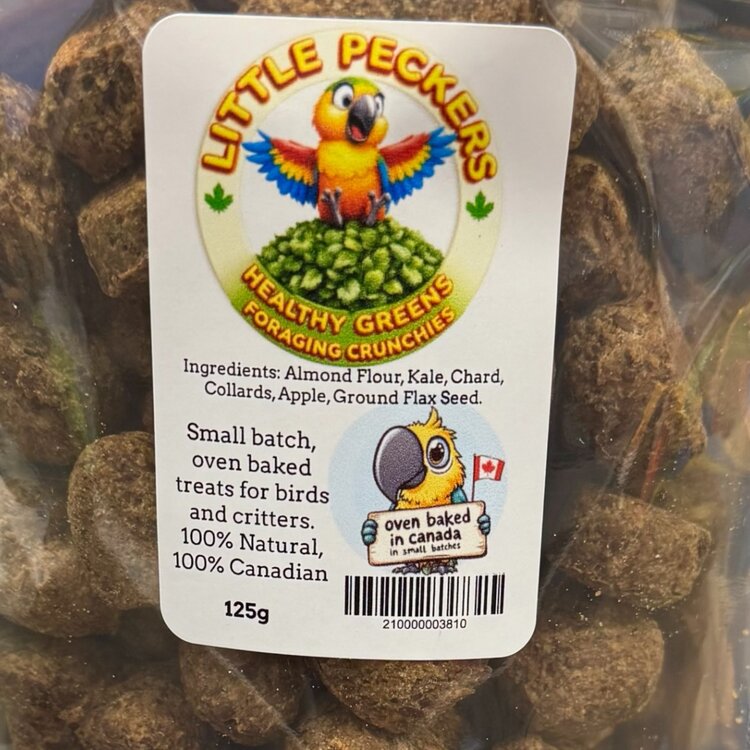 LITTLE PECKERS
HEALTHY GREENS
FORAGING CRUNCHIES
Ingredients: Almond Flour, Kale, Chard,
Collards, Apple, Ground Flax Seed.
Small batch,
oven baked
treats for birds
and critters.
100% Natural,
100% Canadian
125g
oven baked
in canada
in small batches
210000003810